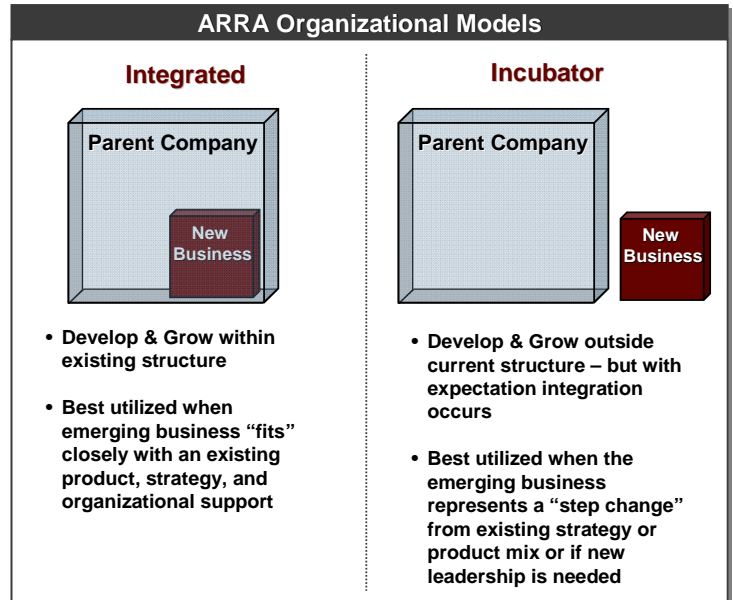 ARRA Organizational Models
Integrated
Parent Company
New
Business
• Develop & Grow within
existing structure
• Best utilized when
emerging business “fits”
closely with an existing
product, strategy, and
organizational support
Incubator
Parent Company
New
Business
• Develop & Grow outside
current structure – but with
expectation integration
occurs
• Best utilized when the
emerging business
represents a “step change”
from existing strategy or
product mix or if new
leadership is needed